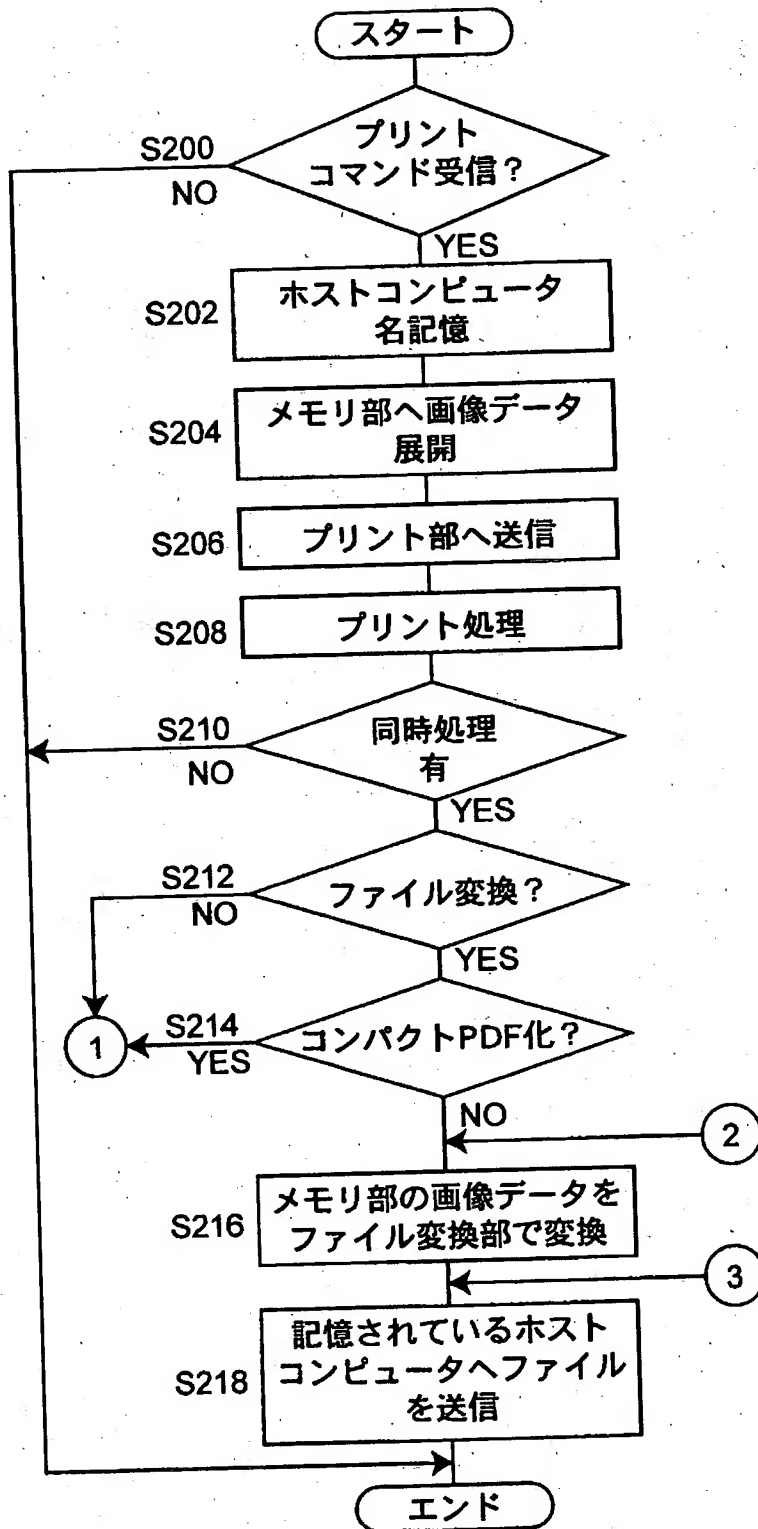 スタート
プリント
コマンド受信？
S200
NO
YES
S202
ホストコンピュータ
名記憶
S204
メモリ部へ画像データ
展開
S206
プリント部へ送信
S208
プリント処理
S210
NO
同時処理
有
YES
S212
NO
ファイル変換？
YES
1
S214
YES
コンパクトPDF化？
NO
2
S216
メモリ部の画像データを
ファイル変換部で変換
3
S218
記憶されているホスト
コンピュータへファイル
を送信
エンド